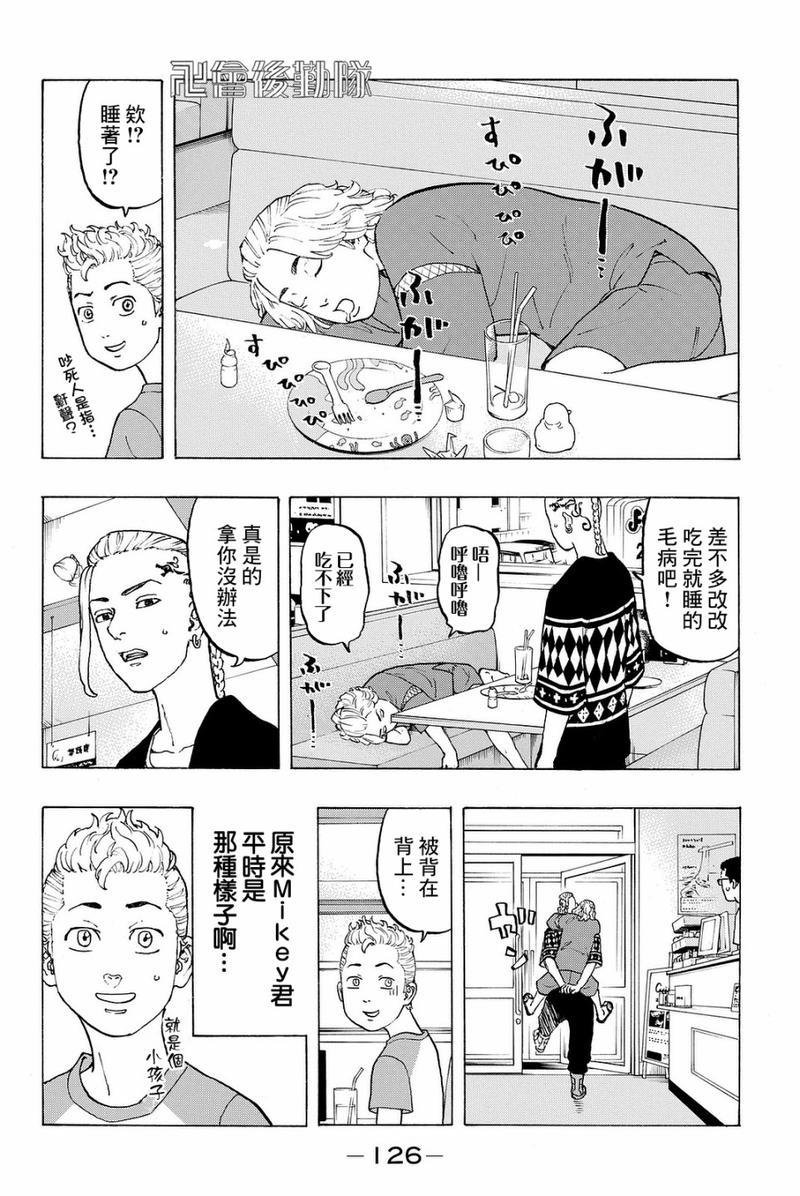 卍會後勤隊
ふがー…
すぴぴぴぴ
ふがー…
すぴぴぴぴ
欸!?
睡著了!?
吵死人是指…
鼾聲？
差不多改改
吃完就睡的
毛病吧！
唔—
呼嚕呼嚕
已經
吃不下了
ふがー…
真是的
拿你沒辦法
被背在
背上…
原來Mikey君
平時是
那種樣子啊…
就是個
小孩子
—126—